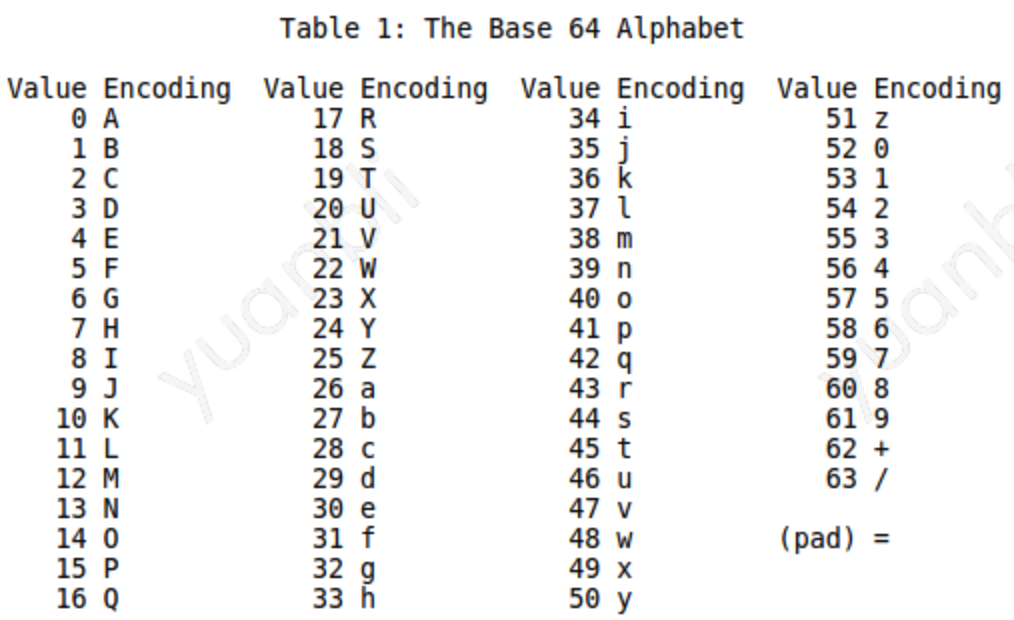 Table 1: The Base 64 Alphabet
Value Encoding  Value Encoding  Value Encoding  Value Encoding
0 A  17 R  34 i  51 z
1 B  18 S  35 j  52 0
2 C  19 T  36 k  53 1
3 D  20 U  37 l  54 2
4 E  21 V  38 m  55 3
5 F  22 W  39 n  56 4
6 G  23 X  40 o  57 5
7 H  24 Y  41 p  58 6
8 I  25 Z  42 q  59 7
9 J  26 a  43 r  60 8
10 K  27 b  44 s  61 9
11 L  28 c  45 t  62 +
12 M  29 d  46 u  63 /
13 N  30 e  47 v
14 O  31 f  48 w  (pad) =
15 P  32 g  49 x
16 Q  33 h  50 y
yuanbli